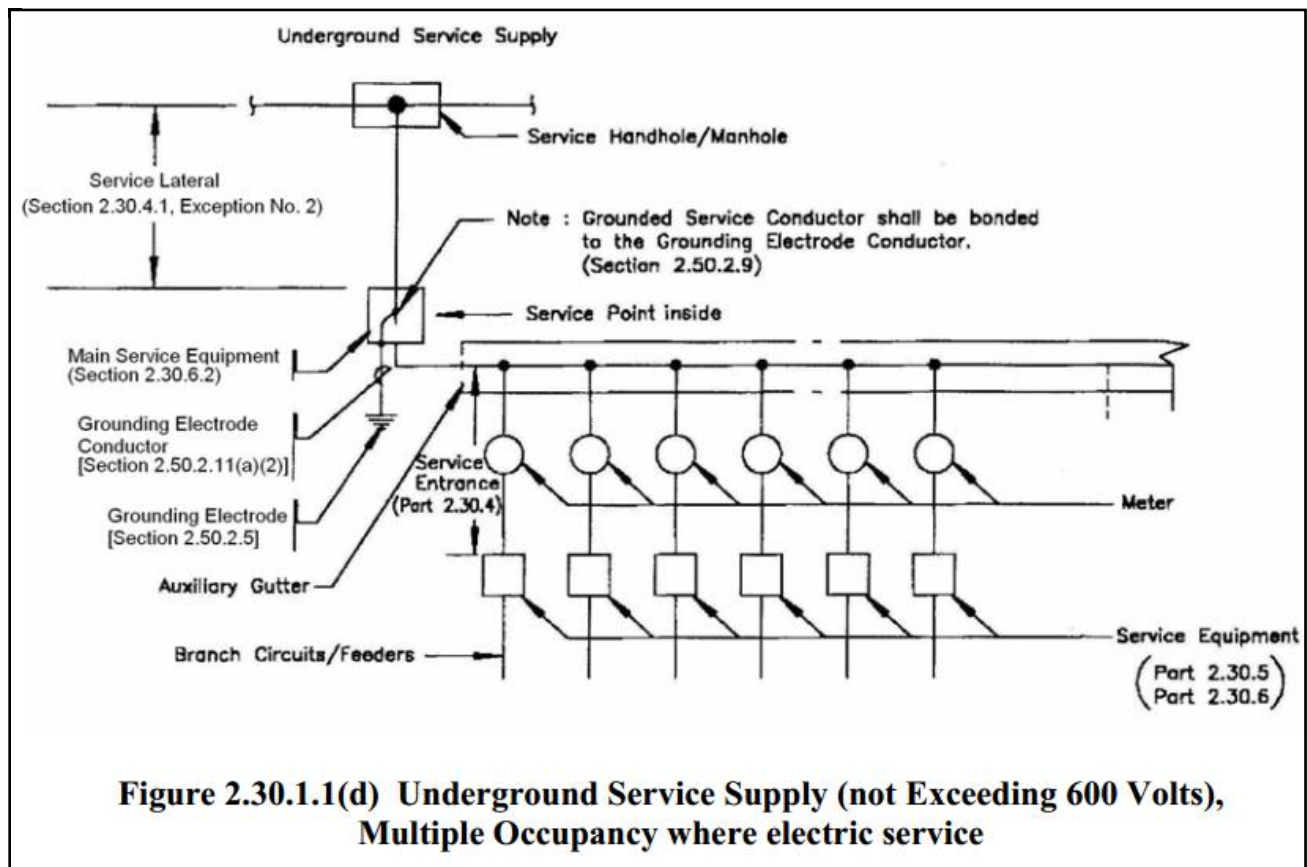 Underground Service Supply
Service Handhole/Manhole
Service Lateral
(Section 2.30.4.1, Exception No. 2)
Note : Grounded Service Conductor shall be bonded
to the Grounding Electrode Conductor.
(Section 2.50.2.9)
Service Point inside
Main Service Equipment
(Section 2.30.6.2)
Grounding Electrode
Conductor
[Section 2.50.2.11(a)(2)]
Service
Entrance
(Part 2.30.4)
Meter
Grounding Electrode
[Section 2.50.2.5]
Auxiliary Gutter
Branch Circuits/Feeders
Service Equipment
(Part 2.30.5
Part 2.30.6)
Figure 2.30.1.1(d) Underground Service Supply (not Exceeding 600 Volts),
Multiple Occupancy where electric service